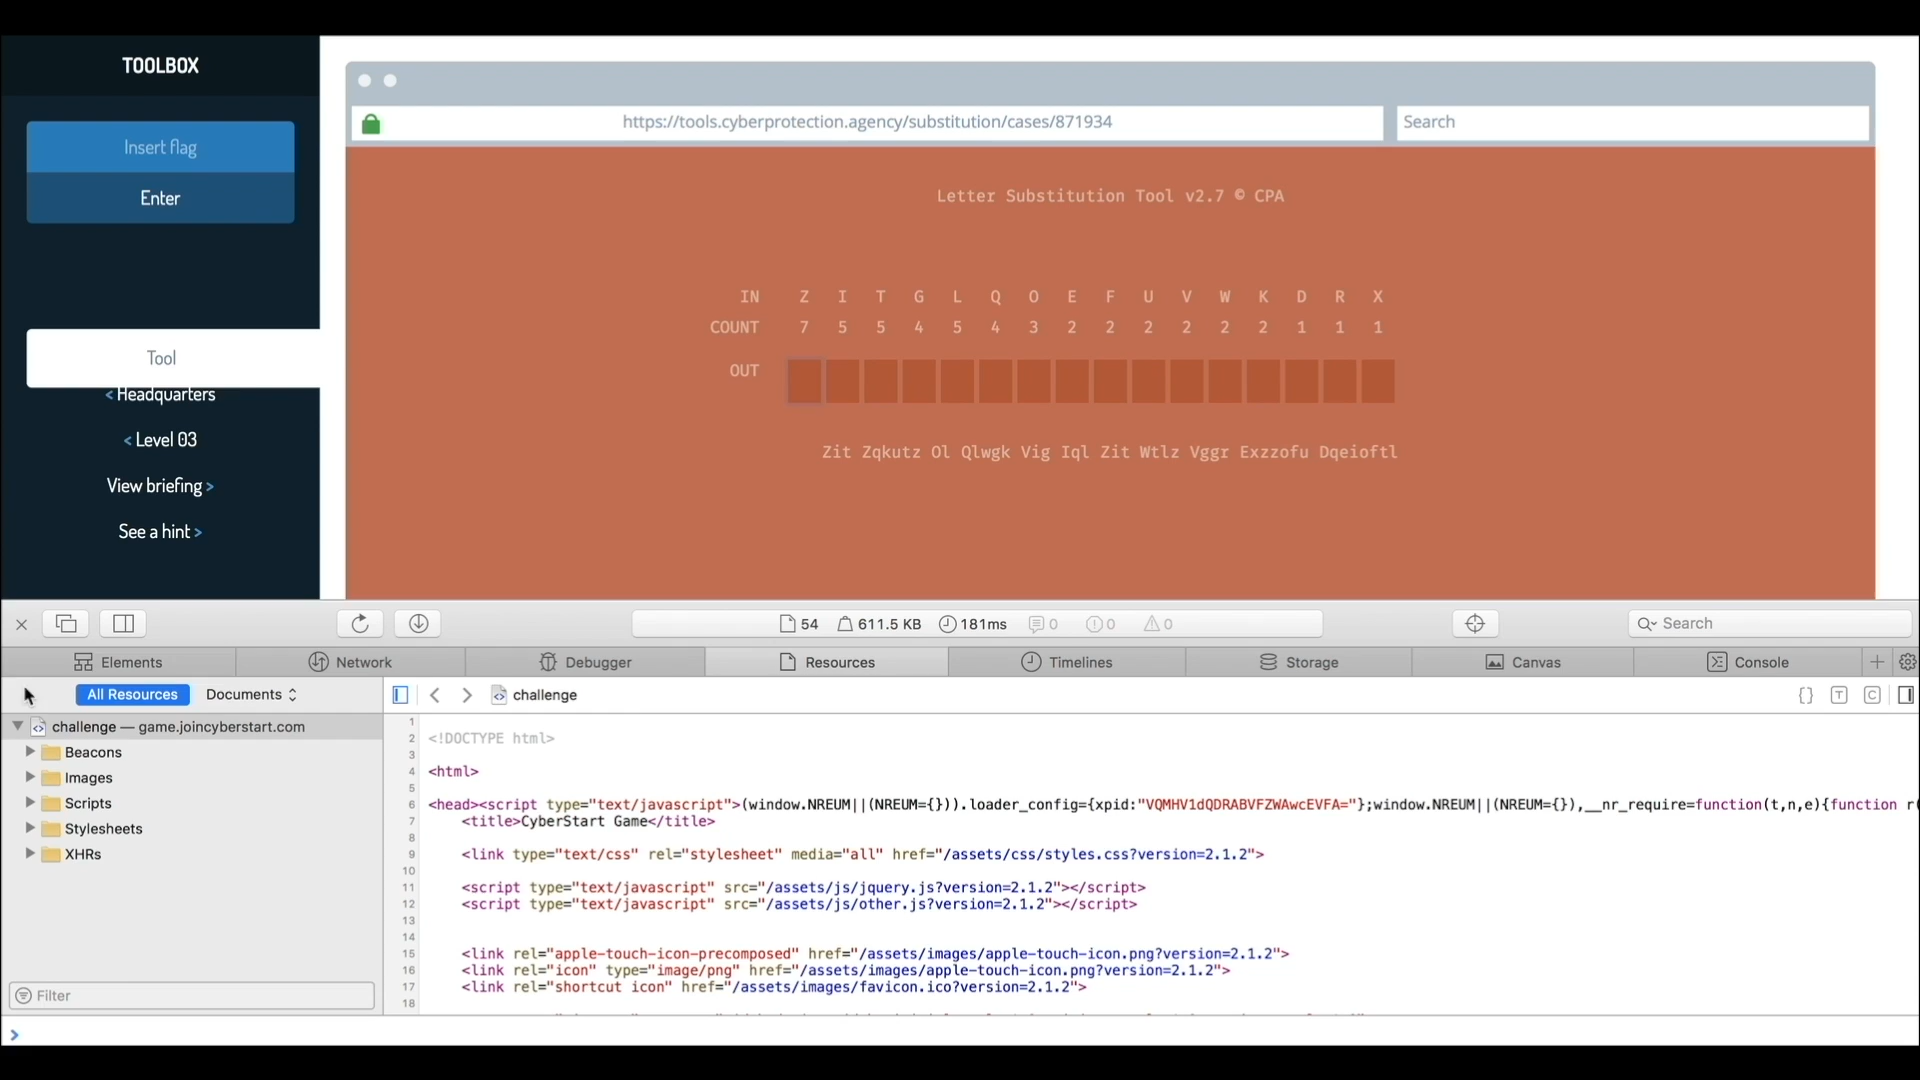 TOOLBOX
Insert flag
Enter
Tool
< Headquarters
< Level 03
View briefing >
See a hint >
https://tools.cyberprotection.agency/substitution/cases/871934
Search
Letter Substitution Tool v2.7 © CPA
IN Z I T G L Q O E F U V W K D R X
COUNT 7 5 5 4 5 4 3 2 2 2 2 2 2 1 1 1
OUT
Zit Zqkutz Ol Qlwgk Vig Iql Zit Wtlz Vggr Exzzofu Dqeioftl
54 611.5 KB 181ms 0 0 0
Search
Elements Network Debugger Resources Timelines Storage Canvas Console
All Resources Documents
challenge
challenge — game.joincyberstart.com
Beacons
Images
Scripts
Stylesheets
XHRs
Filter
1
2 <!DOCTYPE html>
3
4 <html>
5
6 <head><script type="text/javascript">(window.NREUM||(NREUM={})).loader_config={xpid:"VQMHV1dQDRABVFZWAwcEVFA="};window.NREUM||(NREUM={}),__nr_require=function(t,n,e){function r(
7 <title>CyberStart Game</title>
8
9 <link type="text/css" rel="stylesheet" media="all" href="/assets/css/styles.css?version=2.1.2">
10
11 <script type="text/javascript" src="/assets/js/jquery.js?version=2.1.2"></script>
12 <script type="text/javascript" src="/assets/js/other.js?version=2.1.2"></script>
13
14
15 <link rel="apple-touch-icon-precomposed" href="/assets/images/apple-touch-icon.png?version=2.1.2">
16 <link rel="icon" type="image/png" href="/assets/images/apple-touch-icon.png?version=2.1.2">
17 <link rel="shortcut icon" href="/assets/images/favicon.ico?version=2.1.2">
18